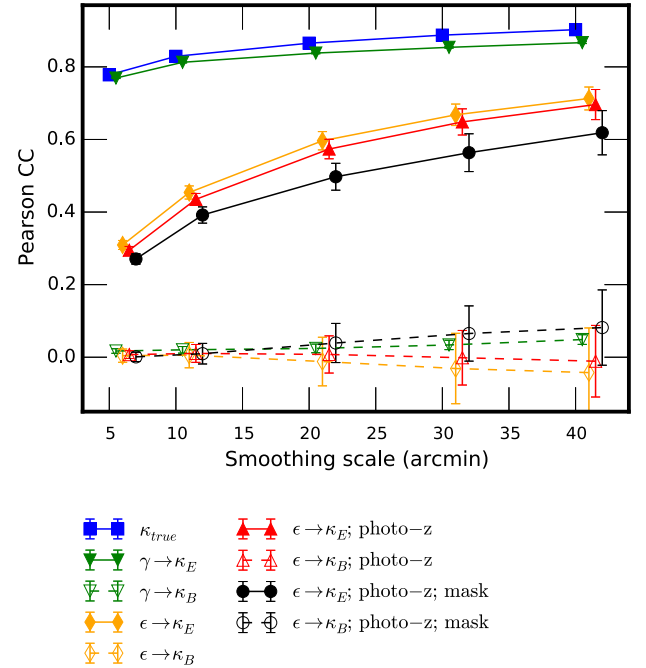 0.8
0.6
0.4
0.2
0.0
Pearson CC
5 10 15 20 25 30 35 40
Smoothing scale (arcmin)
κ_true
γ→κ_E
γ→κ_B
ϵ→κ_E
ϵ→κ_B
ϵ→κ_E; photo−z
ϵ→κ_B; photo−z
ϵ→κ_E; photo−z; mask
ϵ→κ_B; photo−z; mask